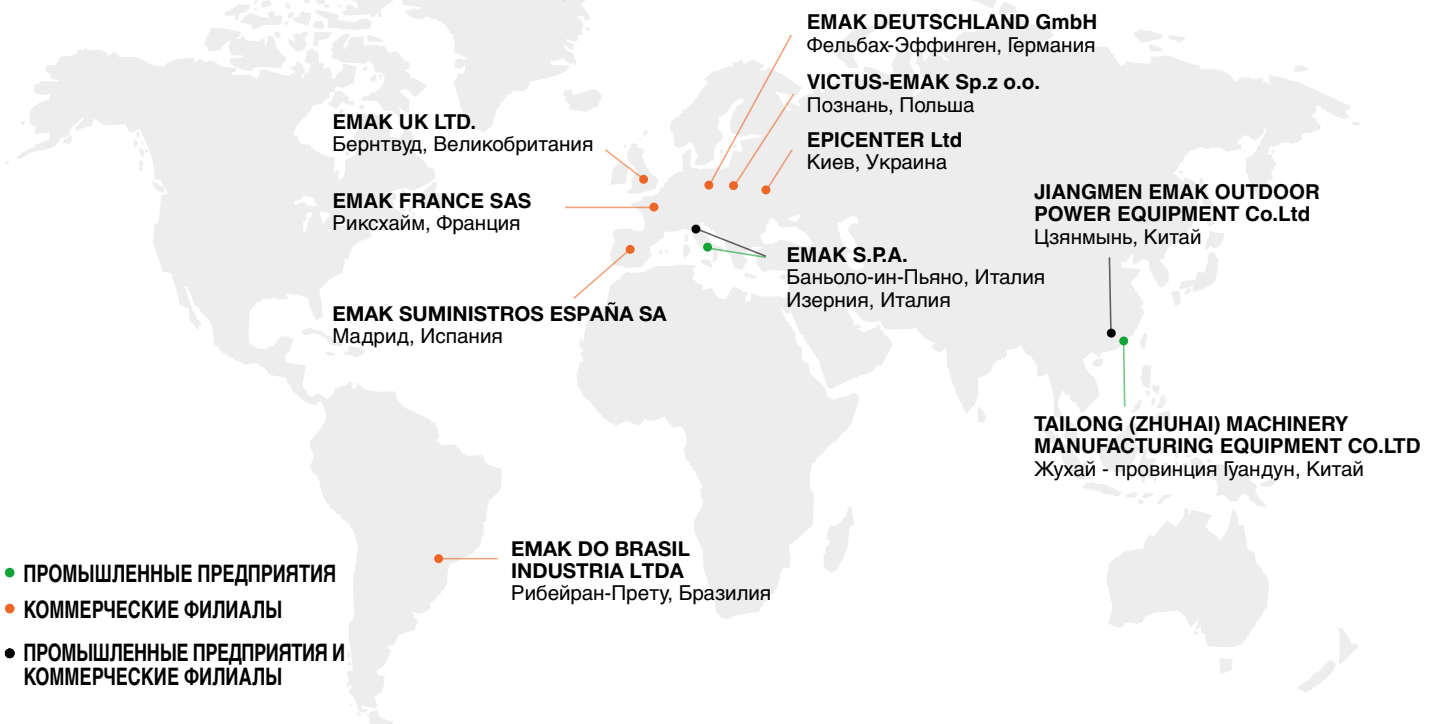 EMAK DEUTSCHLAND GmbH
Фельбах-Эффинген, Германия
VICTUS-EMAK Sp.z o.o.
Познань, Польша
EMAK UK LTD.
Бернтвуд, Великобритания
EPICENTER Ltd
Киев, Украина
EMAK FRANCE SAS
Риксхайм, Франция
JIANGMEN EMAK OUTDOOR
POWER EQUIPMENT Co.Ltd
Цзянмынь, Китай
EMAK S.P.A.
Баньоло-ин-Пьяно, Италия
Изерния, Италия
EMAK SUMINISTROS ESPAÑA SA
Мадрид, Испания
TAILONG (ZHUHAI) MACHINERY
MANUFACTURING EQUIPMENT CO.LTD
Жухай - провинция Гуандун, Китай
EMAK DO BRASIL
INDUSTRIA LTDA
Рибейран-Прету, Бразилия
ПРОМЫШЛЕННЫЕ ПРЕДПРИЯТИЯ
КОММЕРЧЕСКИЕ ФИЛИАЛЫ
ПРОМЫШЛЕННЫЕ ПРЕДПРИЯТИЯ И
КОММЕРЧЕСКИЕ ФИЛИАЛЫ